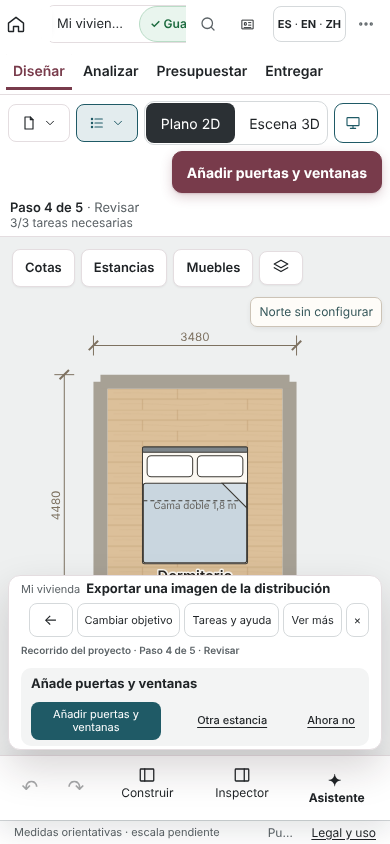 Mi vivien...
✓ Gua
ES · EN · ZH
Diseñar
Analizar
Presupuestar
Entregar
Plano 2D
Escena 3D
Añadir puertas y ventanas
Paso 4 de 5 · Revisar
3/3 tareas necesarias
Cotas
Estancias
Muebles
Norte sin configurar
3480
4480
Cama doble 1,8 m
Dormitorio
Mi vivienda Exportar una imagen de la distribución
←
Cambiar objetivo
Tareas y ayuda
Ver más
×
Recorrido del proyecto · Paso 4 de 5 · Revisar
Añade puertas y ventanas
Añadir puertas y
ventanas
Otra estancia
Ahora no
Construir
Inspector
Asistente
Medidas orientativas · escala pendiente
Pu...
Legal y uso